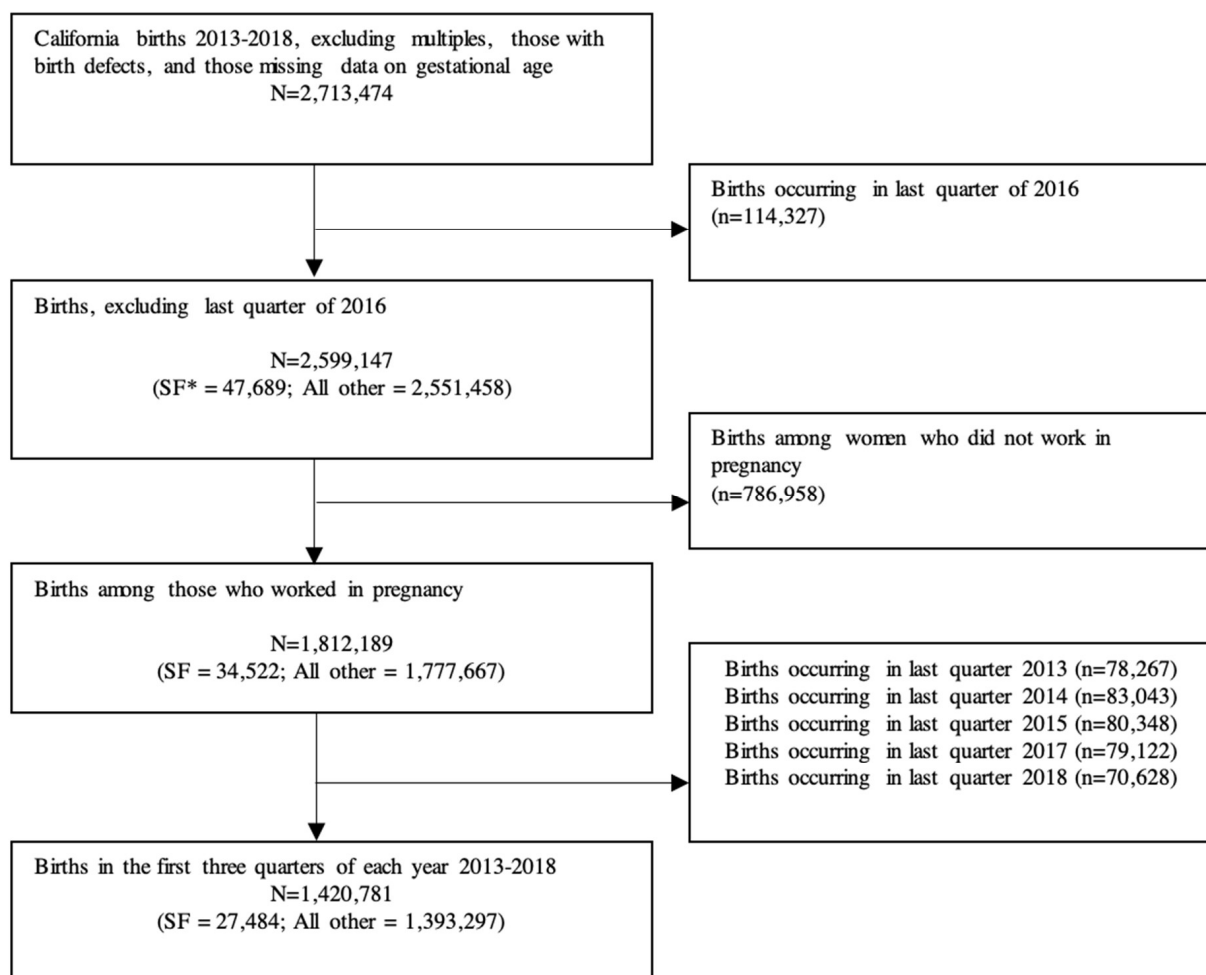 California births 2013-2018, excluding multiples, those with
birth defects, and those missing data on gestational age
N=2,713,474
Births occurring in last quarter of 2016
(n=114,327)
Births, excluding last quarter of 2016
N=2,599,147
(SF* = 47,689; All other = 2,551,458)
Births among women who did not work in
pregnancy
(n=786,958)
Births among those who worked in pregnancy
N=1,812,189
(SF = 34,522; All other = 1,777,667)
Births occurring in last quarter 2013 (n=78,267)
Births occurring in last quarter 2014 (n=83,043)
Births occurring in last quarter 2015 (n=80,348)
Births occurring in last quarter 2017 (n=79,122)
Births occurring in last quarter 2018 (n=70,628)
Births in the first three quarters of each year 2013-2018
N=1,420,781
(SF = 27,484; All other = 1,393,297)